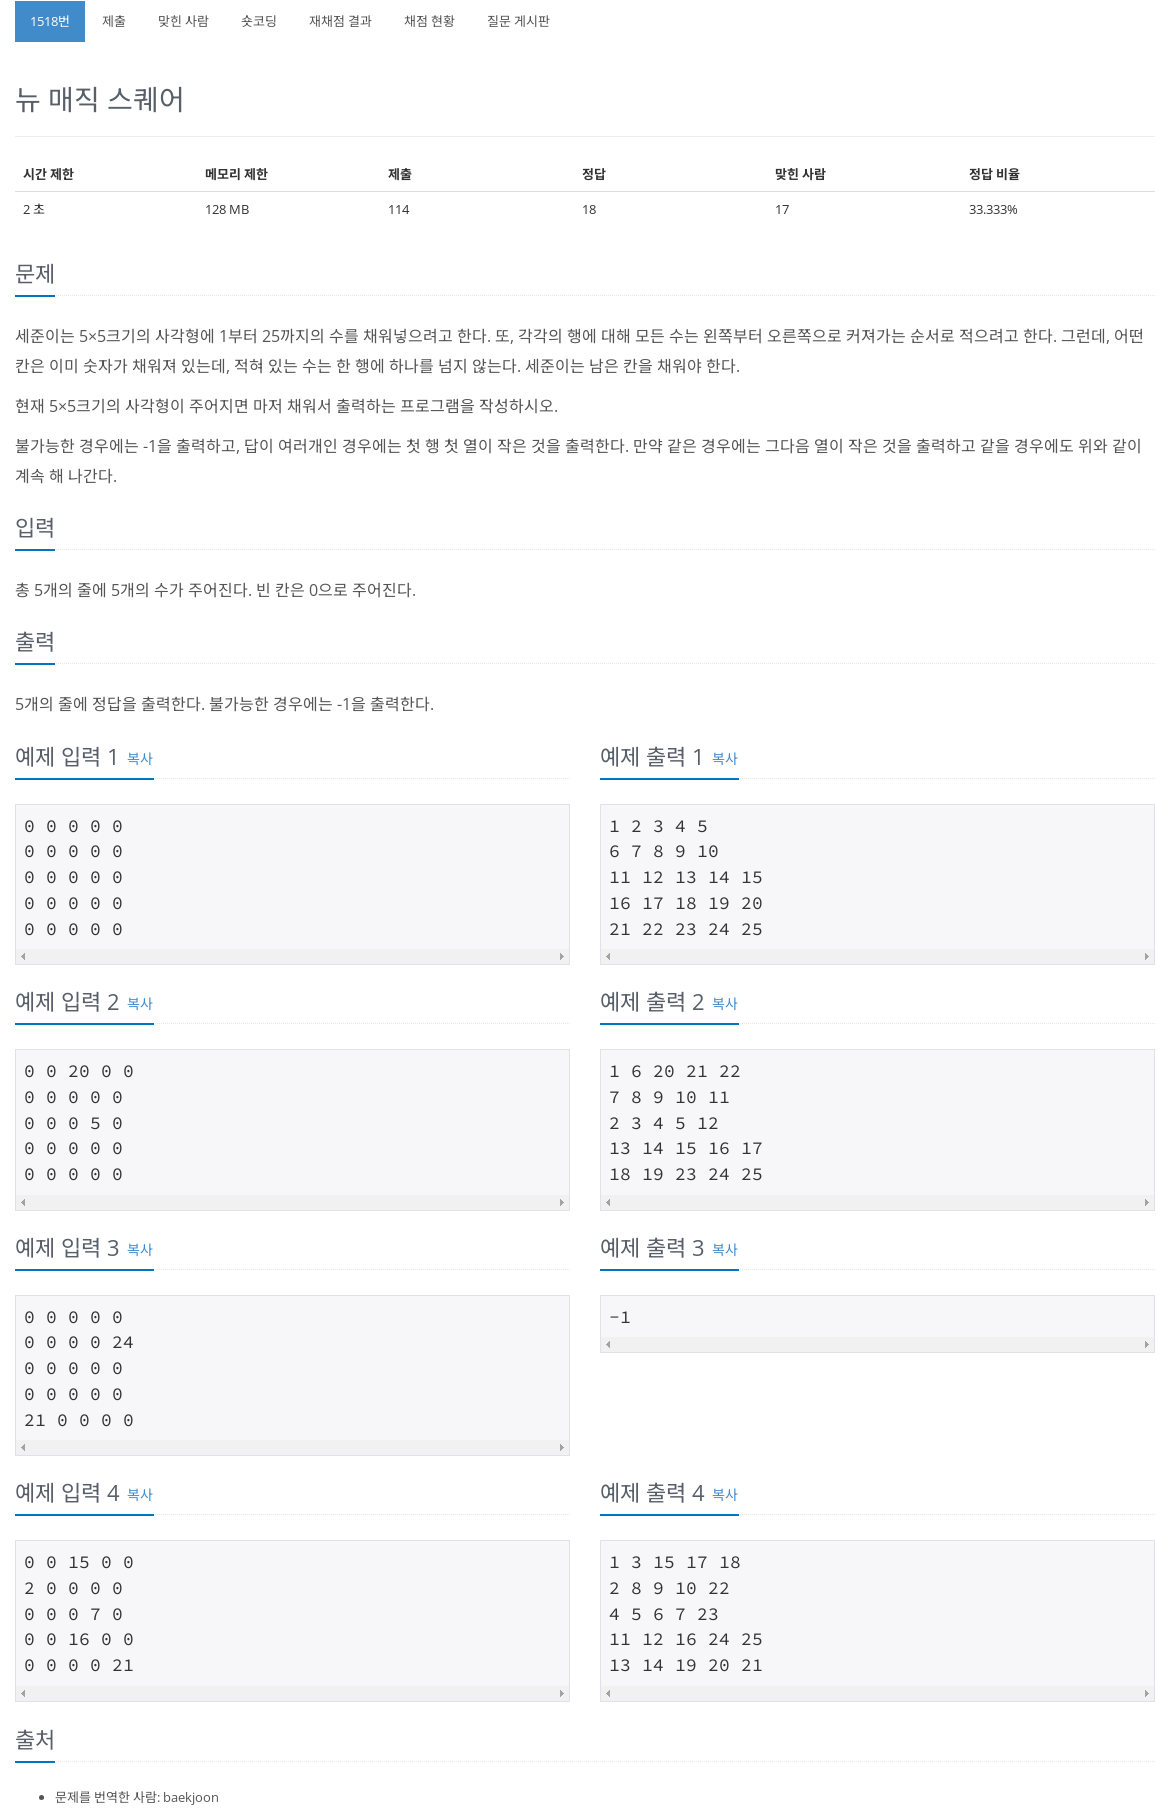 1518번 제출 맞힌 사람 숏코딩 재채점 결과 채점 현황 질문 게시판
뉴 매직 스퀘어
시간 제한 메모리 제한 제출 정답 맞힌 사람 정답 비율
2 초 128 MB 114 18 17 33.333%
문제
세준이는 5×5크기의 사각형에 1부터 25까지의 수를 채워넣으려고 한다. 또, 각각의 행에 대해 모든 수는 왼쪽부터 오른쪽으로 커져가는 순서로 적으려고 한다. 그런데, 어떤
칸은 이미 숫자가 채워져 있는데, 적혀 있는 수는 한 행에 하나를 넘지 않는다. 세준이는 남은 칸을 채워야 한다.
현재 5×5크기의 사각형이 주어지면 마저 채워서 출력하는 프로그램을 작성하시오.
불가능한 경우에는 -1을 출력하고, 답이 여러개인 경우에는 첫 행 첫 열이 작은 것을 출력한다. 만약 같은 경우에는 그다음 열이 작은 것을 출력하고 같을 경우에도 위와 같이
계속 해 나간다.
입력
총 5개의 줄에 5개의 수가 주어진다. 빈 칸은 0으로 주어진다.
출력
5개의 줄에 정답을 출력한다. 불가능한 경우에는 -1을 출력한다.
예제 입력 1 복사
0 0 0 0 0
0 0 0 0 0
0 0 0 0 0
0 0 0 0 0
0 0 0 0 0
예제 출력 1 복사
1 2 3 4 5
6 7 8 9 10
11 12 13 14 15
16 17 18 19 20
21 22 23 24 25
예제 입력 2 복사
0 0 20 0 0
0 0 0 0 0
0 0 0 5 0
0 0 0 0 0
0 0 0 0 0
예제 출력 2 복사
1 6 20 21 22
7 8 9 10 11
2 3 4 5 12
13 14 15 16 17
18 19 23 24 25
예제 입력 3 복사
0 0 0 0 0
0 0 0 0 24
0 0 0 0 0
0 0 0 0 0
21 0 0 0 0
예제 출력 3 복사
-1
예제 입력 4 복사
0 0 15 0 0
2 0 0 0 0
0 0 0 7 0
0 0 16 0 0
0 0 0 0 21
예제 출력 4 복사
1 3 15 17 18
2 8 9 10 22
4 5 6 7 23
11 12 16 24 25
13 14 19 20 21
출처
문제를 번역한 사람: baekjoon